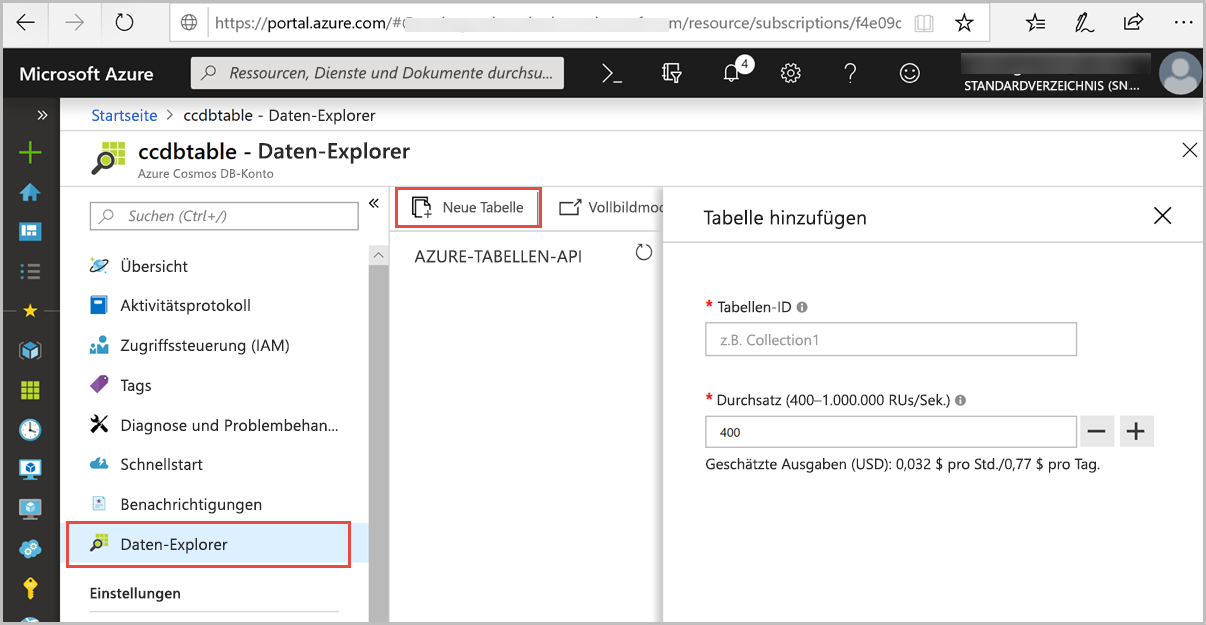 https://portal.azure.com/# m/resource/subscriptions/f4e09c
Microsoft Azure
Ressourcen, Dienste und Dokumente durchsu...
4
STANDARDVERZEICHNIS (SN ...
Startseite > ccdbtable - Daten-Explorer
ccdbtable - Daten-Explorer
Azure Cosmos DB-Konto
Suchen (Ctrl+/)
Neue Tabelle
Vollbildmod
Tabelle hinzufügen
AZURE-TABELLEN-API
Übersicht
Aktivitätsprotokoll
Zugriffssteuerung (IAM)
Tags
Diagnose und Problembehan...
Schnellstart
Benachrichtigungen
Daten-Explorer
Einstellungen
* Tabellen-ID
z.B. Collection1
* Durchsatz (400–1.000.000 RUs/Sek.)
400
Geschätzte Ausgaben (USD): 0,032 $ pro Std./0,77 $ pro Tag.